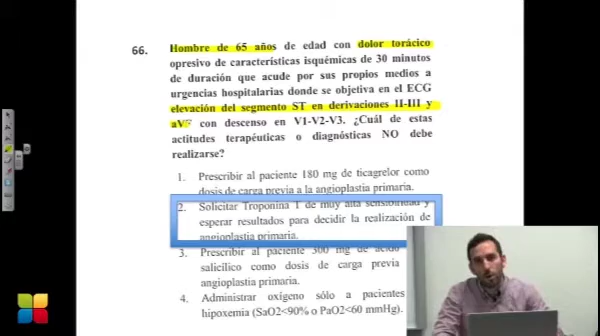 66. Hombre de 65 años de edad con dolor torácico
opresivo de características isquémicas de 30 minutos
de duración que acude por sus propios medios a
urgencias hospitalarias donde se objetiva en el ECG
elevación del segmento ST en derivaciones II-III y
aVF con descenso en V1-V2-V3. ¿Cuál de estas
actitudes terapéuticas o diagnósticas NO debe
realizarse?
1. Prescribir al paciente 180 mg de ticagrelor como
dosis de carga previa a la angioplastia primaria.
2. Solicitar Troponina T de muy alta sensibilidad y
esperar resultados para decidir la realización de
angioplastia primaria.
3. Prescribir al paciente 300 mg de ácido
salicílico como dosis de carga previa
angioplastia primaria.
4. Administrar oxígeno sólo a pacientes
hipoxemia (SaO2<90% o PaO2<60 mmHg).